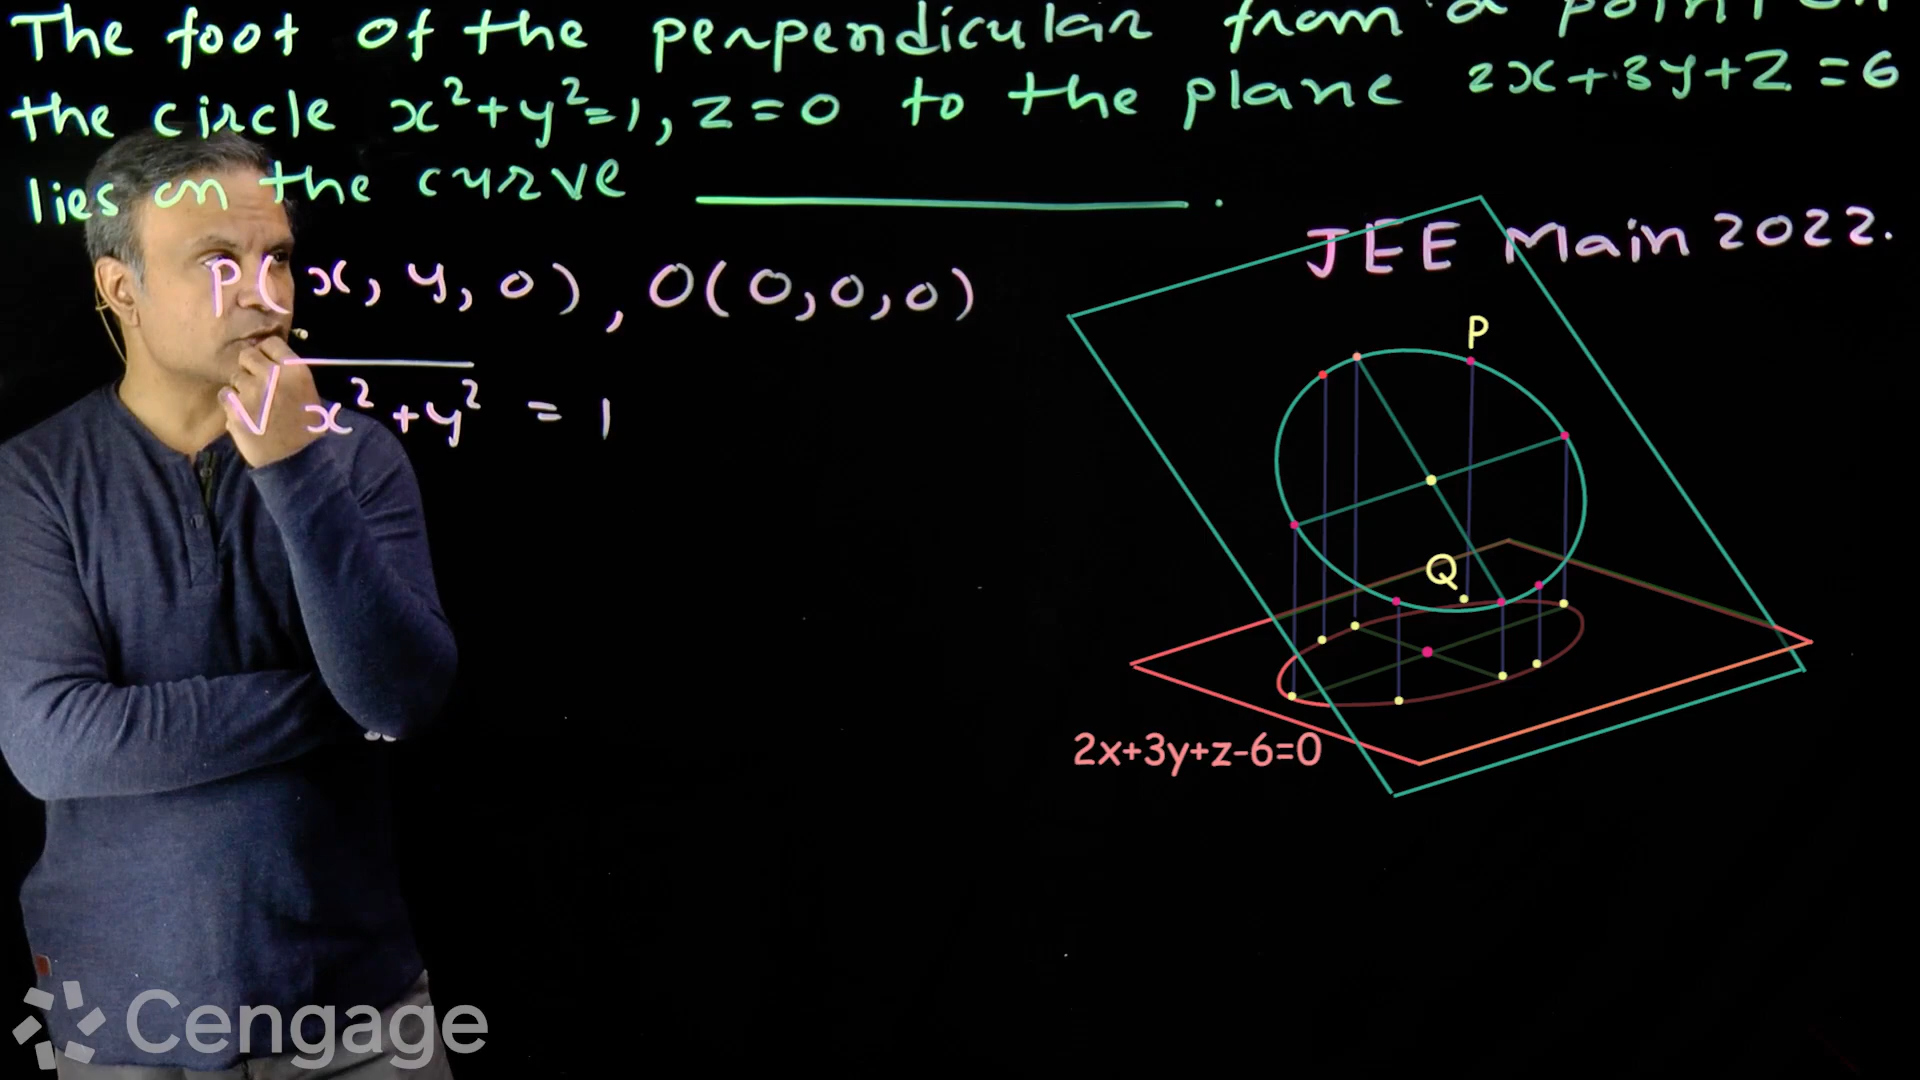 The foot of the perpendicular from a point on
the circle x²+y²=1, z=0 to the plane 2x+3y+z=6
lies on the curve ____________.
JEE Main 2022.
P(x, y, 0), O(0,0,0)
√x²+y² = 1
P
Q
2x+3y+z-6=0
Cengage